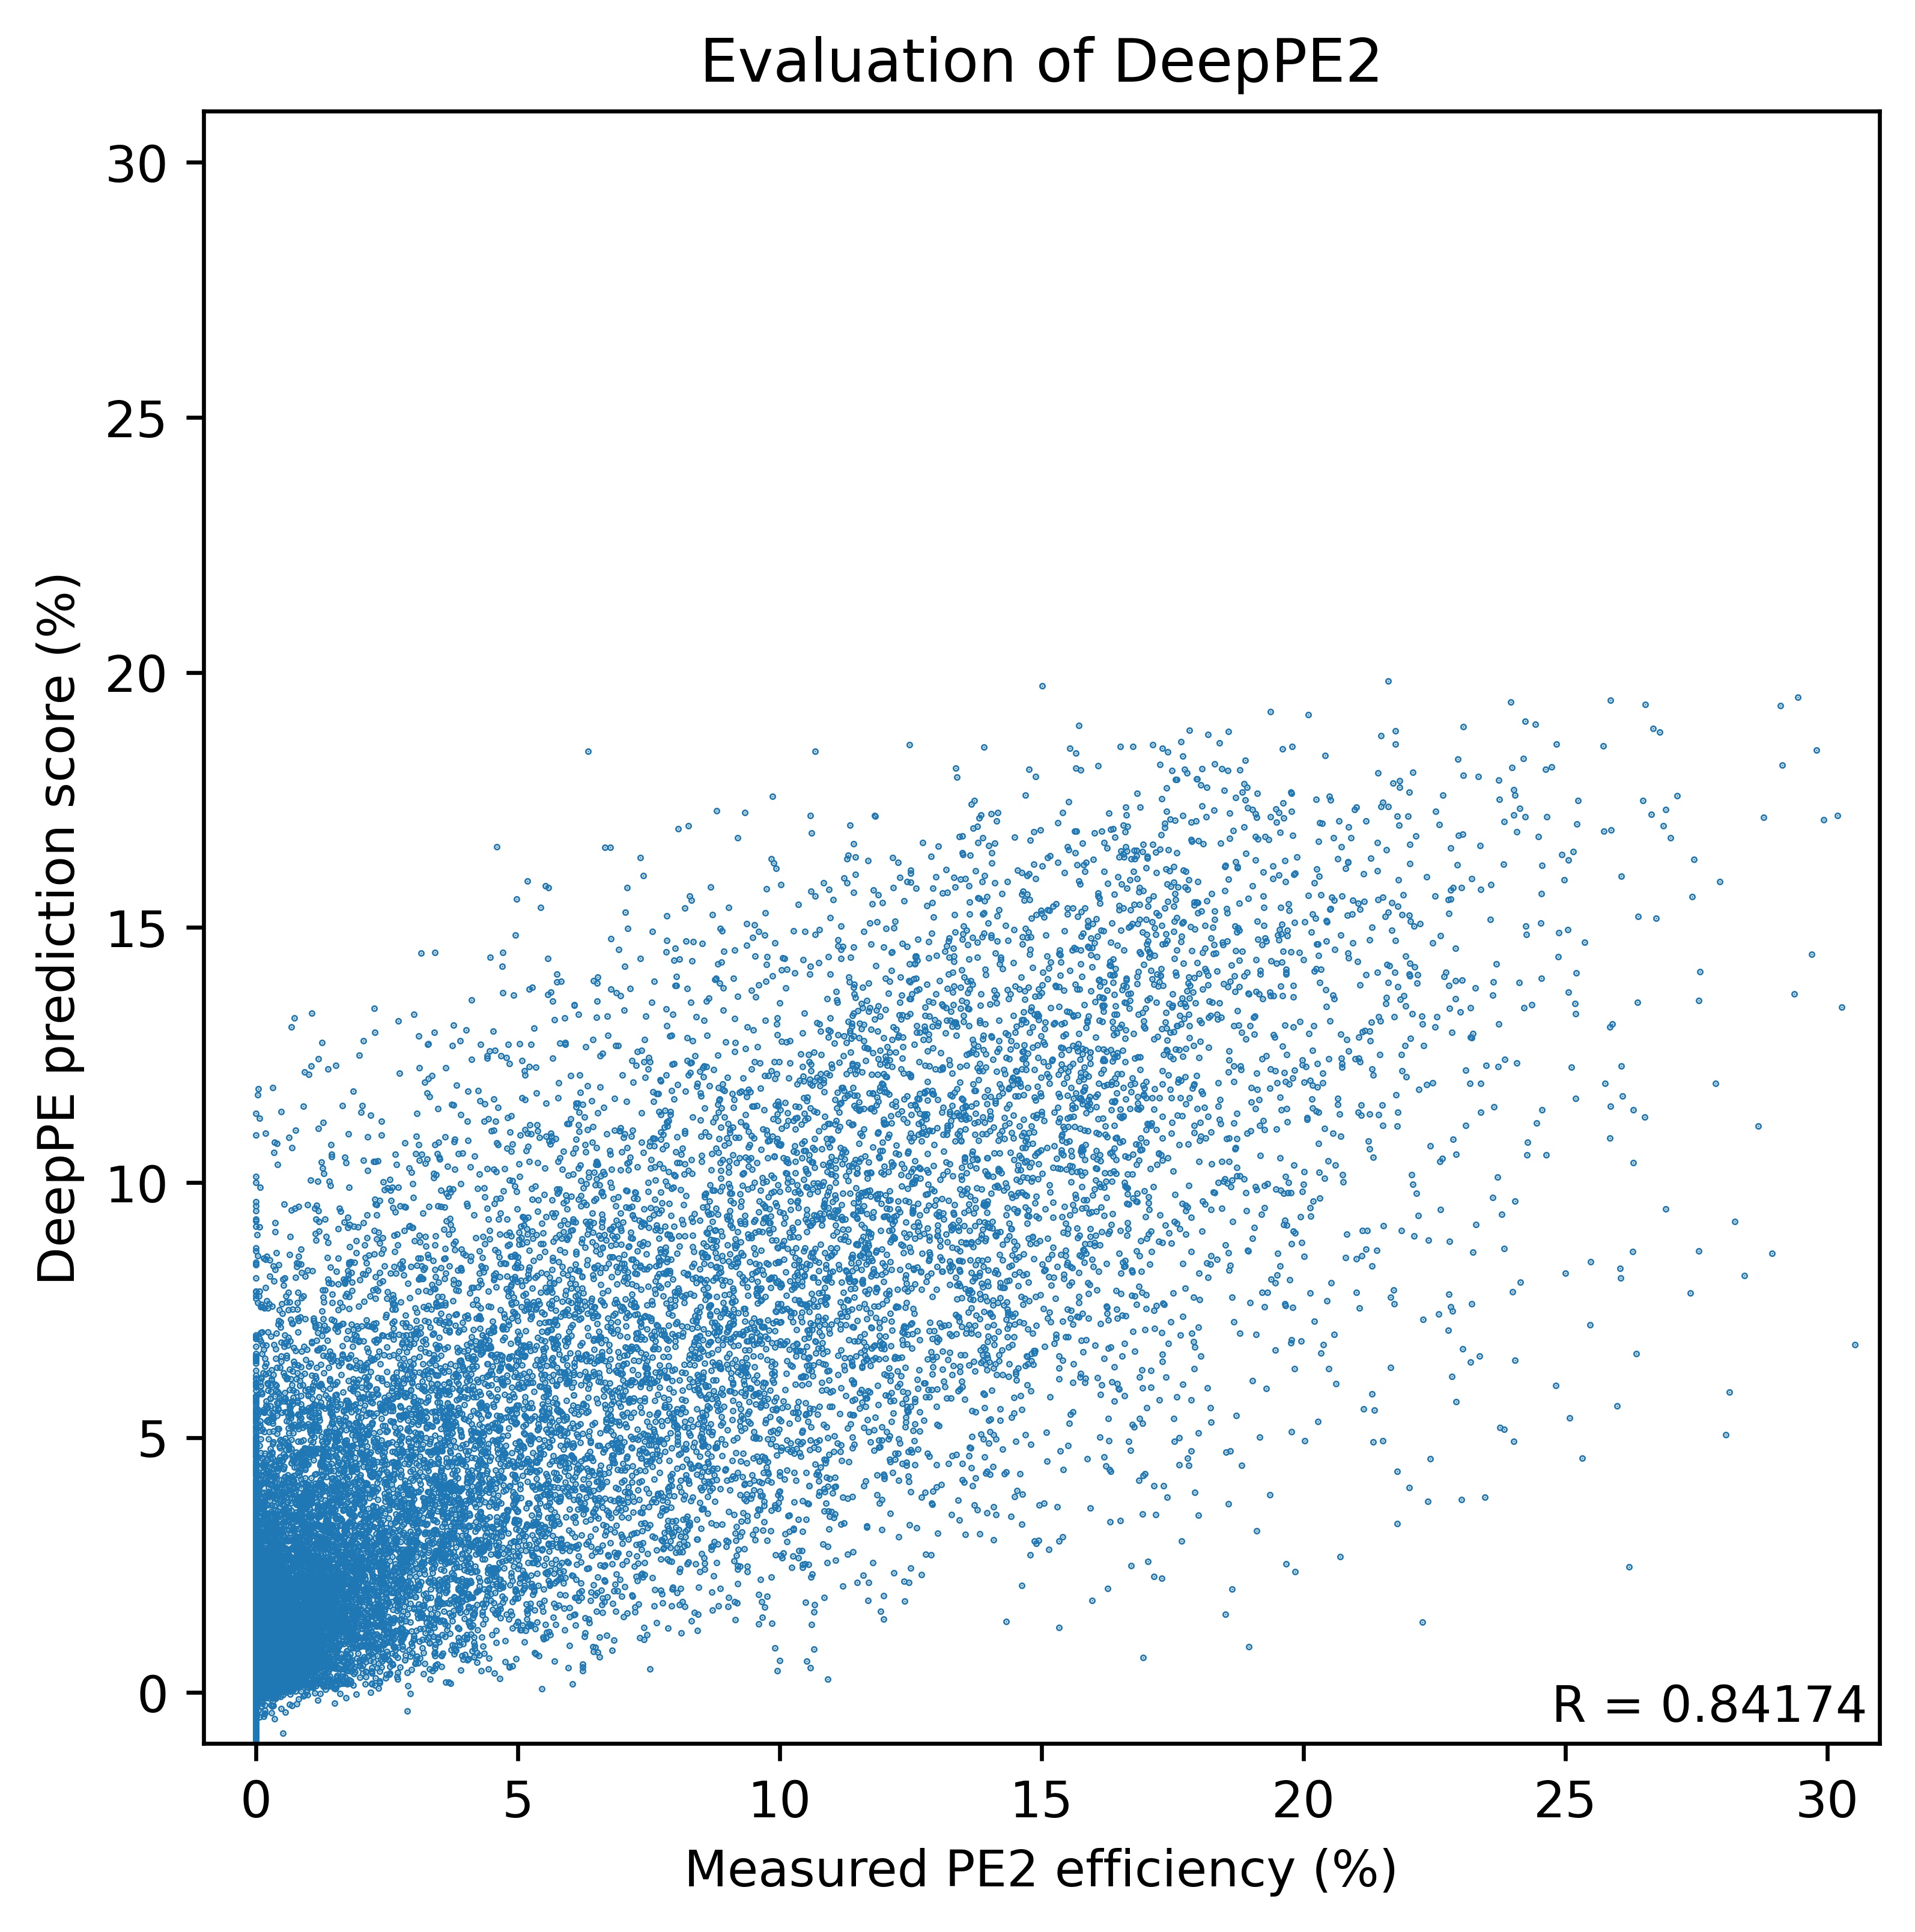 Evaluation of DeepPE2
DeepPE prediction score (%)
30
25
20
15
10
5
0
R = 0.84174
0 5 10 15 20 25 30
Measured PE2 efficiency (%)